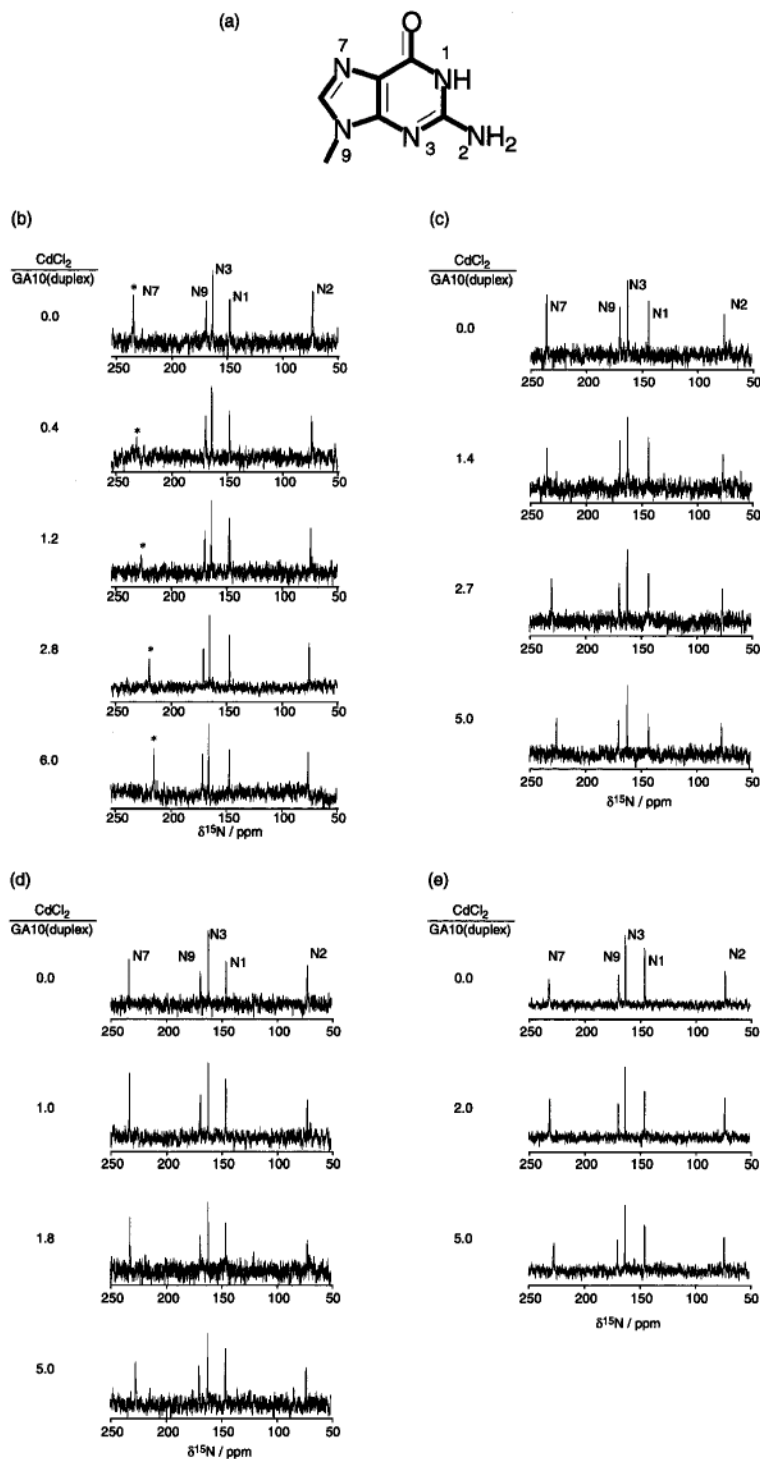 (a)
O
7
1
N
NH
N
N
NH2
9
3
2
(b)
CdCl2
GA10(duplex)
* N7 N9 N3 N1 N2
0.0
250 200 150 100 50
*
0.4
250 200 150 100 50
*
1.2
250 200 150 100 50
*
2.8
250 200 150 100 50
*
6.0
250 200 150 100 50
δ15N / ppm
(c)
CdCl2
GA10(duplex)
N7 N9 N3 N1 N2
0.0
250 200 150 100 50
1.4
250 200 150 100 50
2.7
250 200 150 100 50
5.0
250 200 150 100 50
δ15N / ppm
(d)
CdCl2
GA10(duplex)
N7 N9 N3 N1 N2
0.0
250 200 150 100 50
1.0
250 200 150 100 50
1.8
250 200 150 100 50
5.0
250 200 150 100 50
δ15N / ppm
(e)
CdCl2
GA10(duplex)
N7 N9 N3 N1 N2
0.0
250 200 150 100 50
2.0
250 200 150 100 50
5.0
250 200 150 100 50
δ15N / ppm